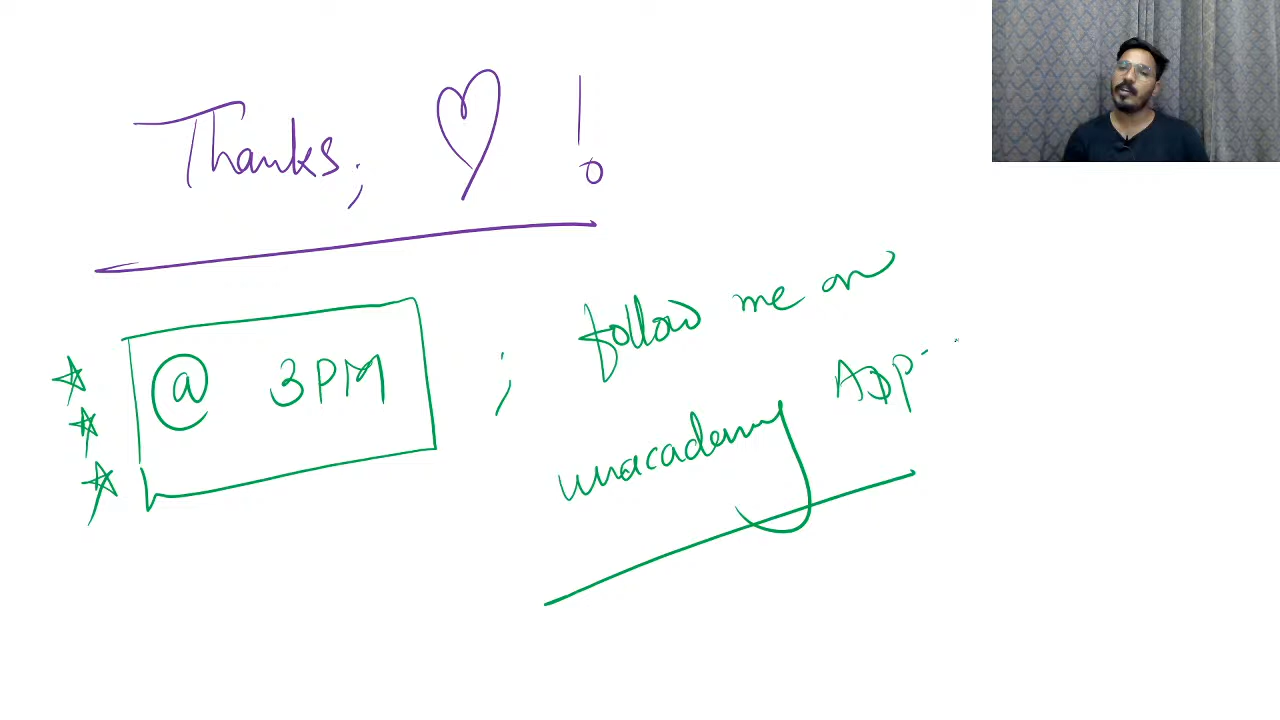 Thanks; ♡ !
@ 3PM ; follow me on
unacademy App..